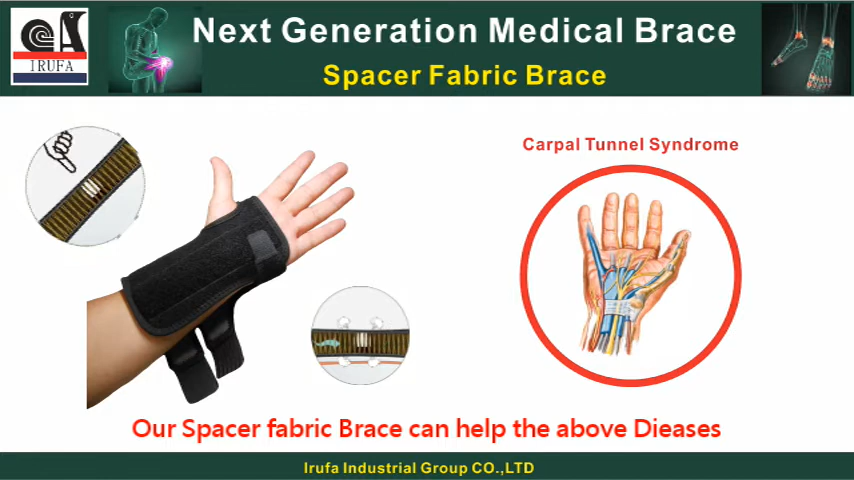 IRUFA
Next Generation Medical Brace
Spacer Fabric Brace
Carpal Tunnel Syndrome
Our Spacer fabric Brace can help the above Dieases
Irufa Industrial Group CO.,LTD